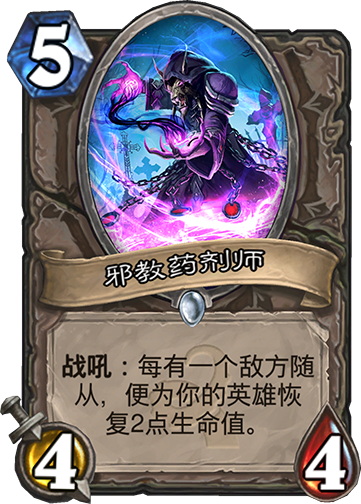 5
邪教药剂师
战吼：每有一个敌方随
从，便为你的英雄恢
复2点生命值。
4
4